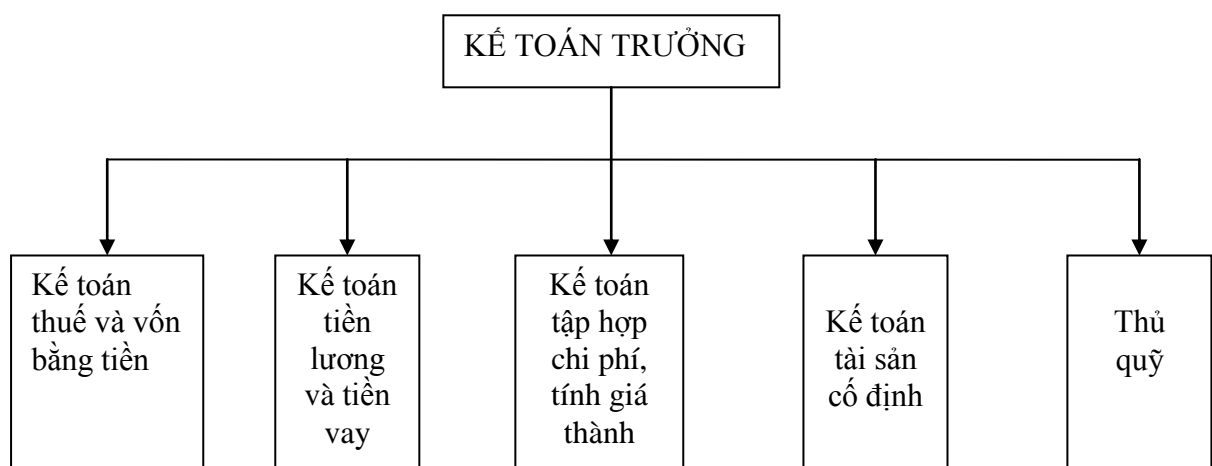 KẾ TOÁN TRƯỞNG
Kế toán
thuế và vốn
bằng tiền
Kế toán
tiền
lương
và tiền
vay
Kế toán
tập hợp
chi phí,
tính giá
thành
Kế toán
tài sản
cố định
Thủ
quỹ